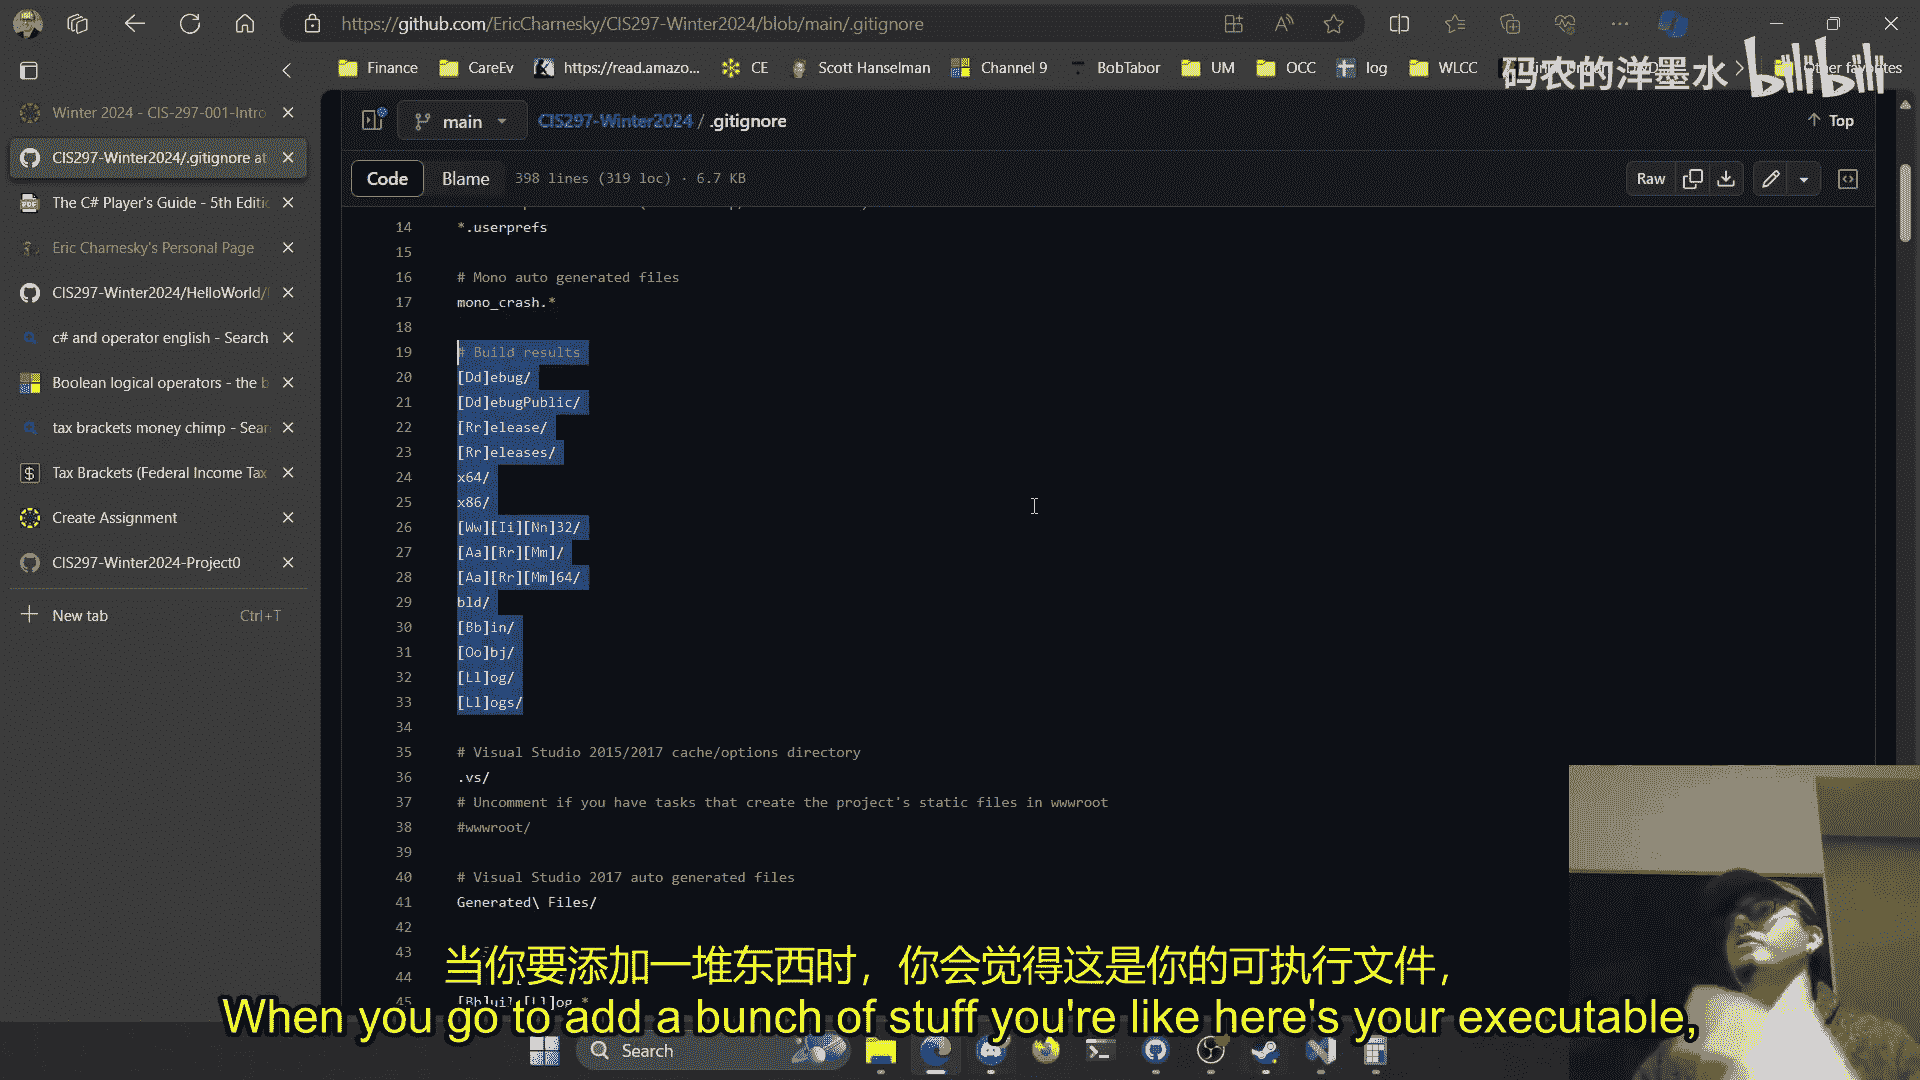 https://github.com/EricCharnesky/CIS297-Winter2024/blob/main/.gitignore
Finance
CareEv
https://read.amazo...
CE
Scott Hanselman
Channel 9
BobTabor
UM
OCC
log
WLCC
Other favorites
码农的洋墨水
bilibili
Winter 2024 - CIS-297-001-Intro
CIS297-Winter2024/.gitignore at
The C# Player's Guide - 5th Editi
Eric Charnesky's Personal Page
CIS297-Winter2024/HelloWorld/
c# and operator english - Search
Boolean logical operators - the b
tax brackets money chimp - Sear
Tax Brackets (Federal Income Tax
Create Assignment
CIS297-Winter2024-Project0
New tab
Ctrl+T
main
CIS297-Winter2024 / .gitignore
Top
Code
Blame
398 lines (319 loc) · 6.7 KB
Raw
14 *.userprefs
15
16 # Mono auto generated files
17 mono_crash.*
18
19 # Build results
20 [Dd]ebug/
21 [Dd]ebugPublic/
22 [Rr]elease/
23 [Rr]eleases/
24 x64/
25 x86/
26 [Ww][Ii][Nn]32/
27 [Aa][Rr][Mm]/
28 [Aa][Rr][Mm]64/
29 bld/
30 [Bb]in/
31 [Oo]bj/
32 [Ll]og/
33 [Ll]ogs/
34
35 # Visual Studio 2015/2017 cache/options directory
36 .vs/
37 # Uncomment if you have tasks that create the project's static files in wwwroot
38 #wwwroot/
39
40 # Visual Studio 2017 auto generated files
41 Generated\ Files/
42
43
44
45
当你要添加一堆东西时，你会觉得这是你的可执行文件，
When you go to add a bunch of stuff you're like here's your executable,
Search